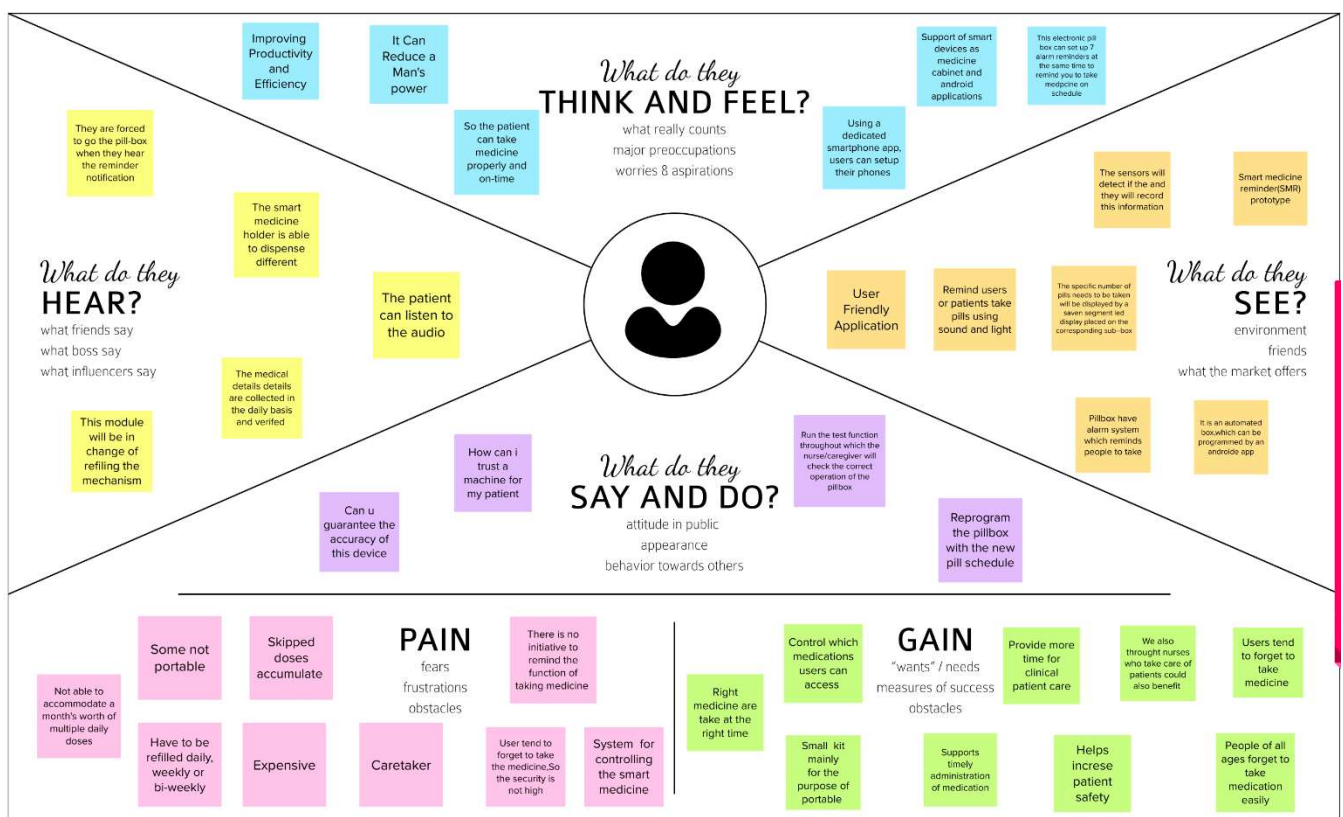 What do they
THINK AND FEEL?
what really counts
major preoccupations
worries & aspirations
Improving
Productivity
and
Efficiency
It Can
Reduce a
Man's
power
So the patient
can take
medicine
properly and
on-time
Support of smart
devices as
medicine
cabinet and
android
applications
This electronic pill
box can set up 7
alarm reminders at
the same time to
remind you to take
medpcine on
schedule
Using a
dedicated
smartphone app,
users can setup
their phones
What do they
HEAR?
what friends say
what boss say
what influencers say
They are forced
to go the pill-box
when they hear
the reminder
notification
The smart
medicine
holder is able
to dispense
different
The patient
can listen to
the audio
The medical
details details
are collected in
the daily basis
and verifed
This module
will be in
change of
refiling the
mechanism
What do they
SEE?
environment
friends
what the market offers
The sensors will
detect if the and
they will record
this information
Smart medicine
reminder(SMR)
prototype
User
Friendly
Application
Remind users
or patients take
pills using
sound and light
The specific number of
pills needs to be taken
will be displayed by a
saven segment led
display placed on the
corresponding sub-box
Pillbox have
alarm system
which reminds
people to take
It is an automated
box,which can be
programmed by an
androide app
What do they
SAY AND DO?
attitude in public
appearance
behavior towards others
How can i
trust a
machine for
my patient
Can u
guarantee the
accuracy of
this device
Run the test function
throughout which the
nurse/caregiver will
check the correct
operation of the
pillbox
Reprogram
the pillbox
with the new
pill schedule
PAIN
fears
frustrations
obstacles
Some not
portable
Skipped
doses
accumulate
There is no
initiative to
remind the
function of
taking medicine
Not able to
accommodate a
month's worth of
multiple daily
doses
Have to be
refilled daily,
weekly or
bi-weekly
Expensive
Caretaker
User tend to
forget to take
the medicine,So
the security is
not high
System for
controlling
the smart
medicine
GAIN
"wants" / needs
measures of success
obstacles
Control which
medications
users can
access
Provide more
time for
clinical
patient care
We also
throught nurses
who take care of
patients could
also benefit
Users tend
to forget to
take
medicine
Right
medicine are
take at the
right time
Small kit
mainly
for the
purpose of
portable
Supports
timely
administration
of medication
Helps
increse
patient
safety
People of all
ages forget to
take
medication
easily